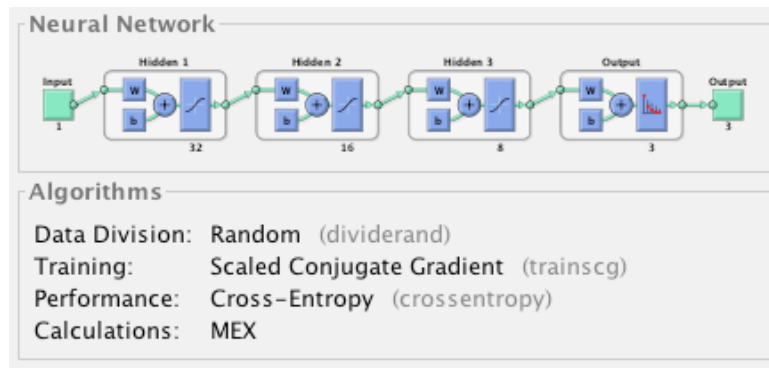 Neural Network
Hidden 1 Hidden 2 Hidden 3 Output
Input Output
W W W W
b b b b
1 3
32 16 8 3
Algorithms
Data Division: Random (dividerand)
Training: Scaled Conjugate Gradient (trainscg)
Performance: Cross-Entropy (crossentropy)
Calculations: MEX